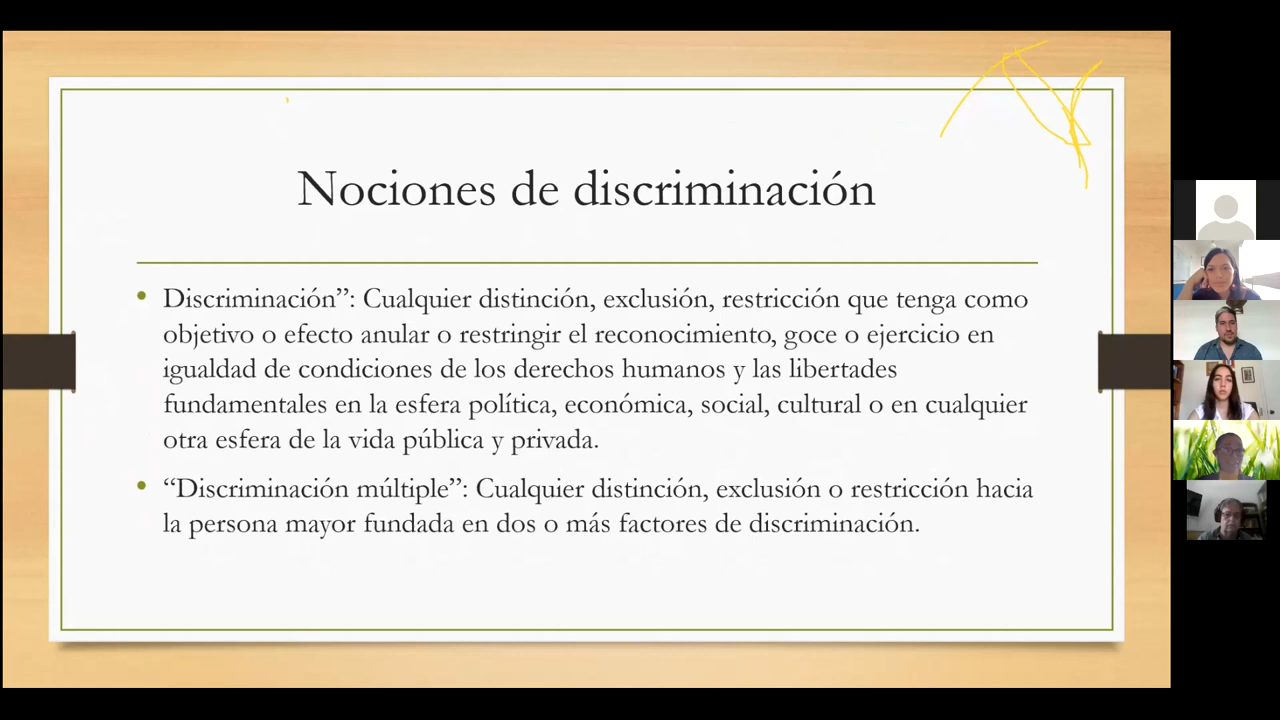 Nociones de discriminación
• Discriminación”: Cualquier distinción, exclusión, restricción que tenga como
objetivo o efecto anular o restringir el reconocimiento, goce o ejercicio en
igualdad de condiciones de los derechos humanos y las libertades
fundamentales en la esfera política, económica, social, cultural o en cualquier
otra esfera de la vida pública y privada.
• “Discriminación múltiple”: Cualquier distinción, exclusión o restricción hacia
la persona mayor fundada en dos o más factores de discriminación.